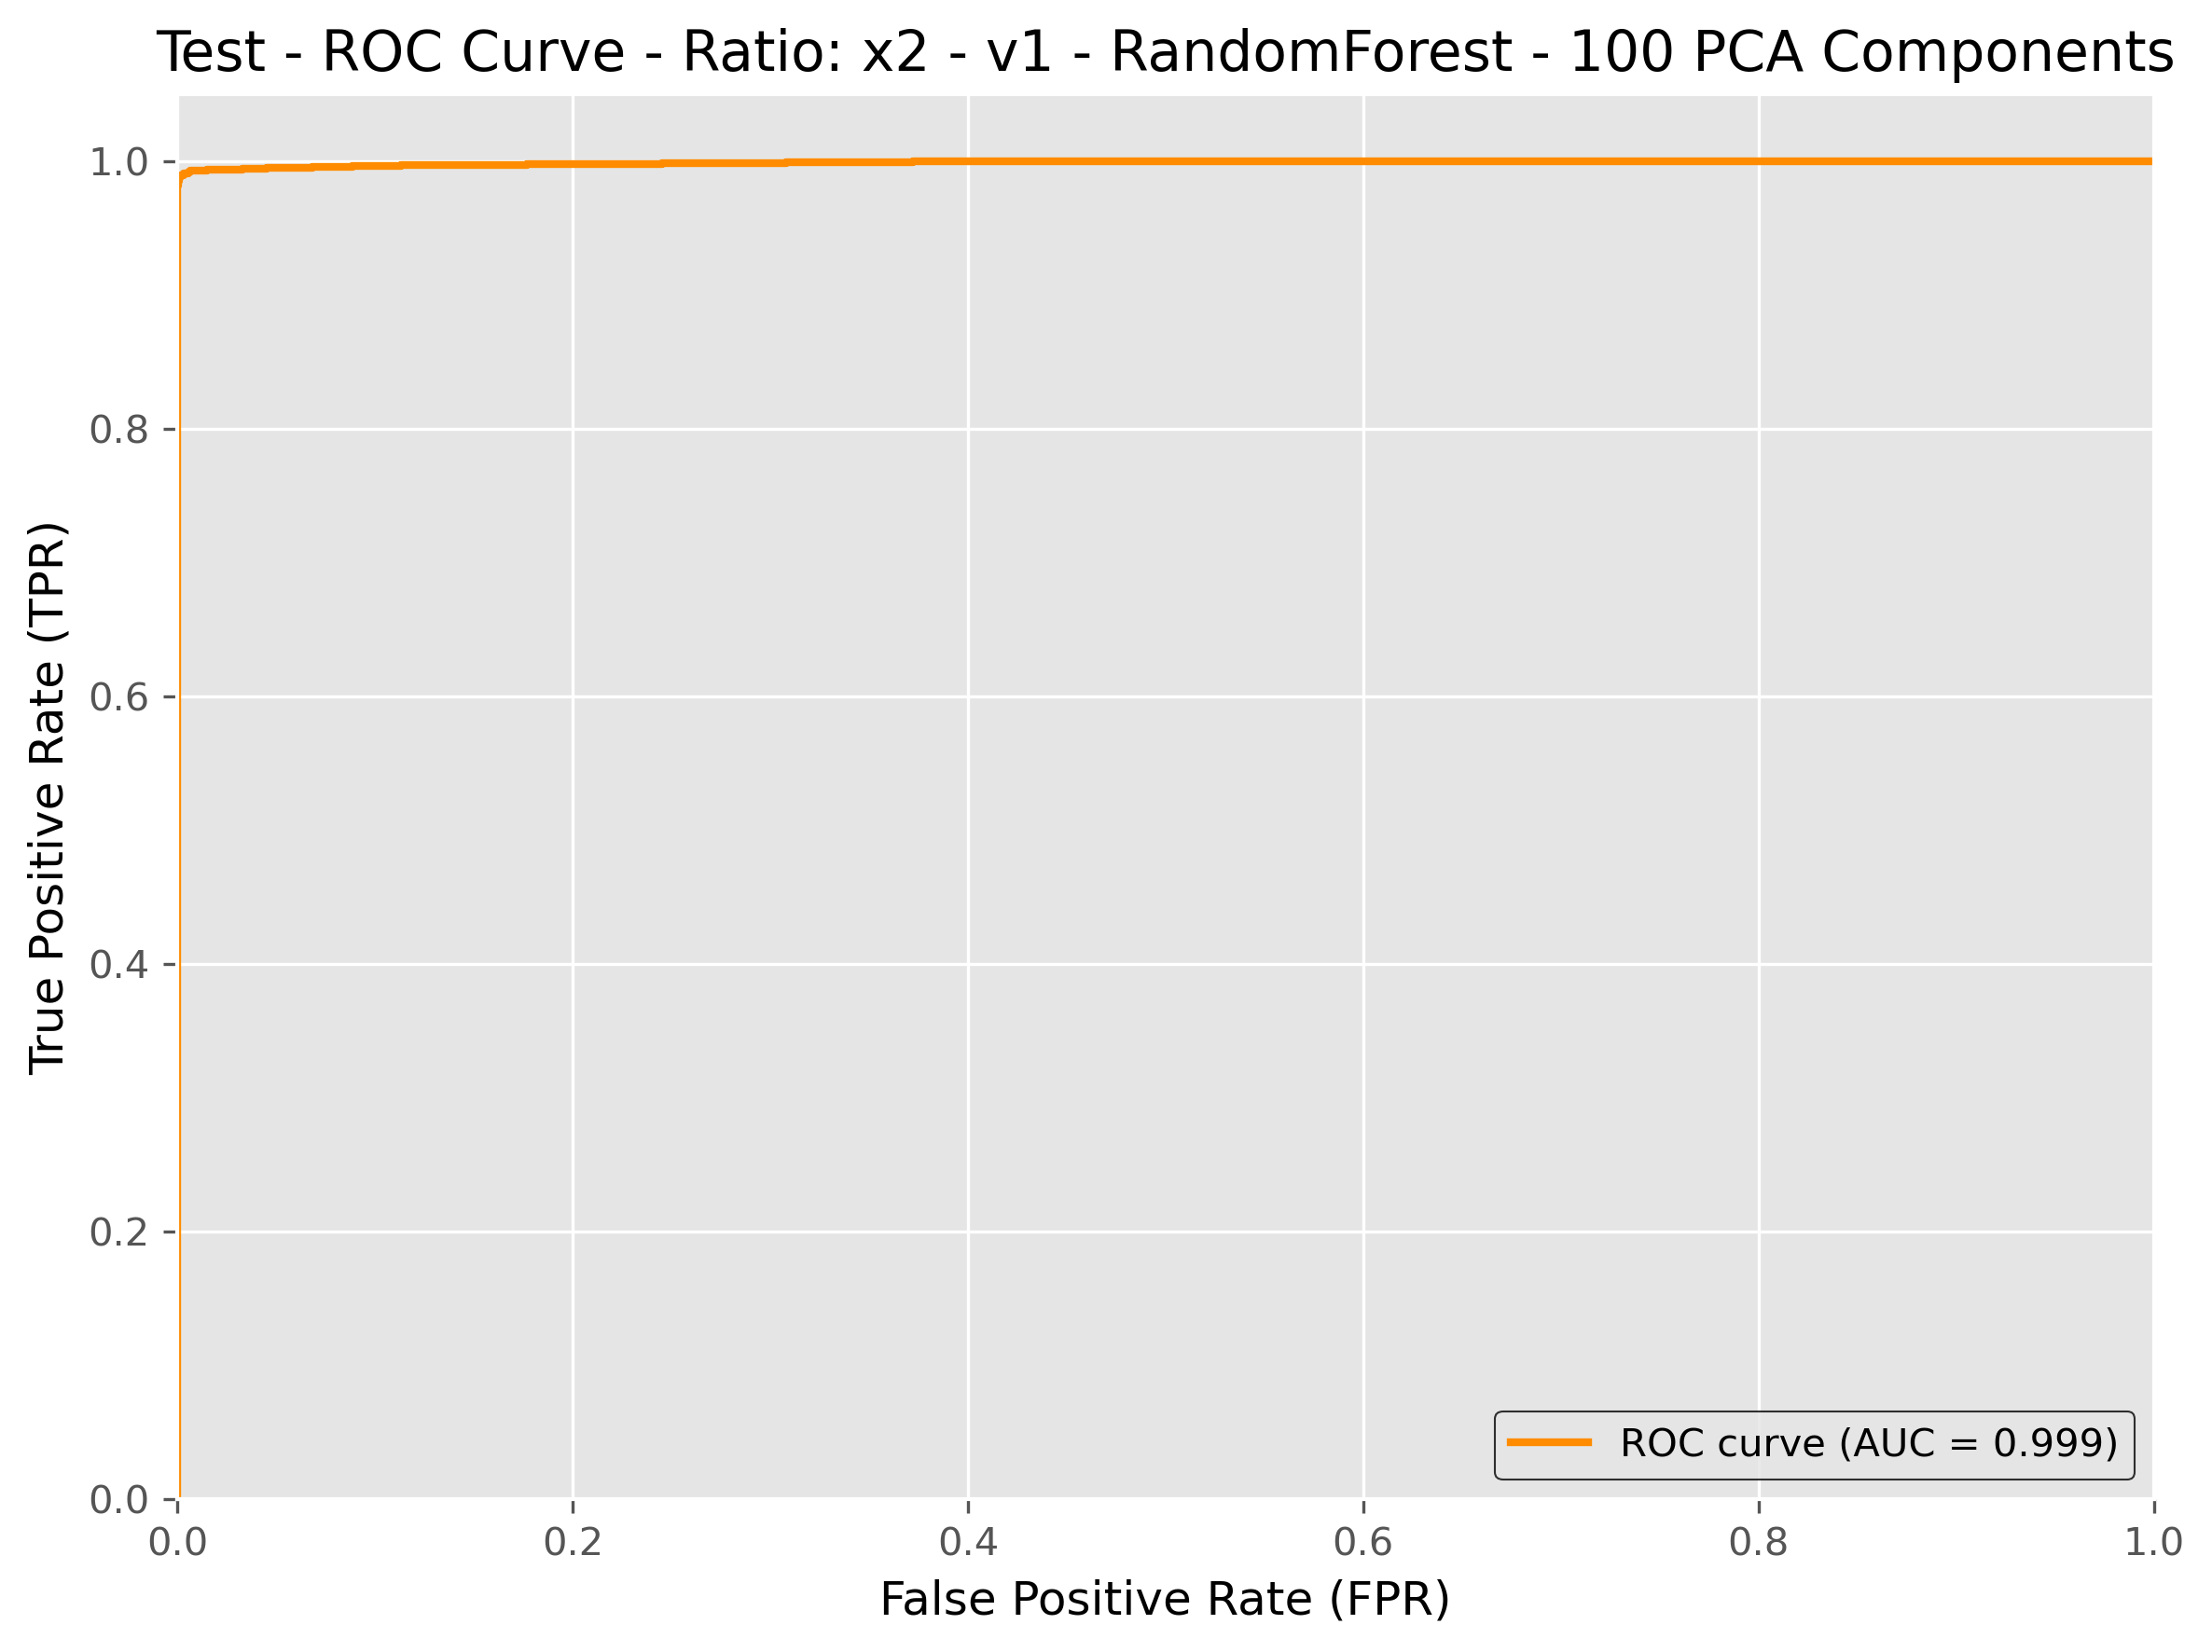 Test - ROC Curve - Ratio: x2 - v1 - RandomForest - 100 PCA Components
True Positive Rate (TPR)
1.0
0.8
0.6
0.4
0.2
0.0
ROC curve (AUC = 0.999)
0.0 0.2 0.4 0.6 0.8 1.0
False Positive Rate (FPR)